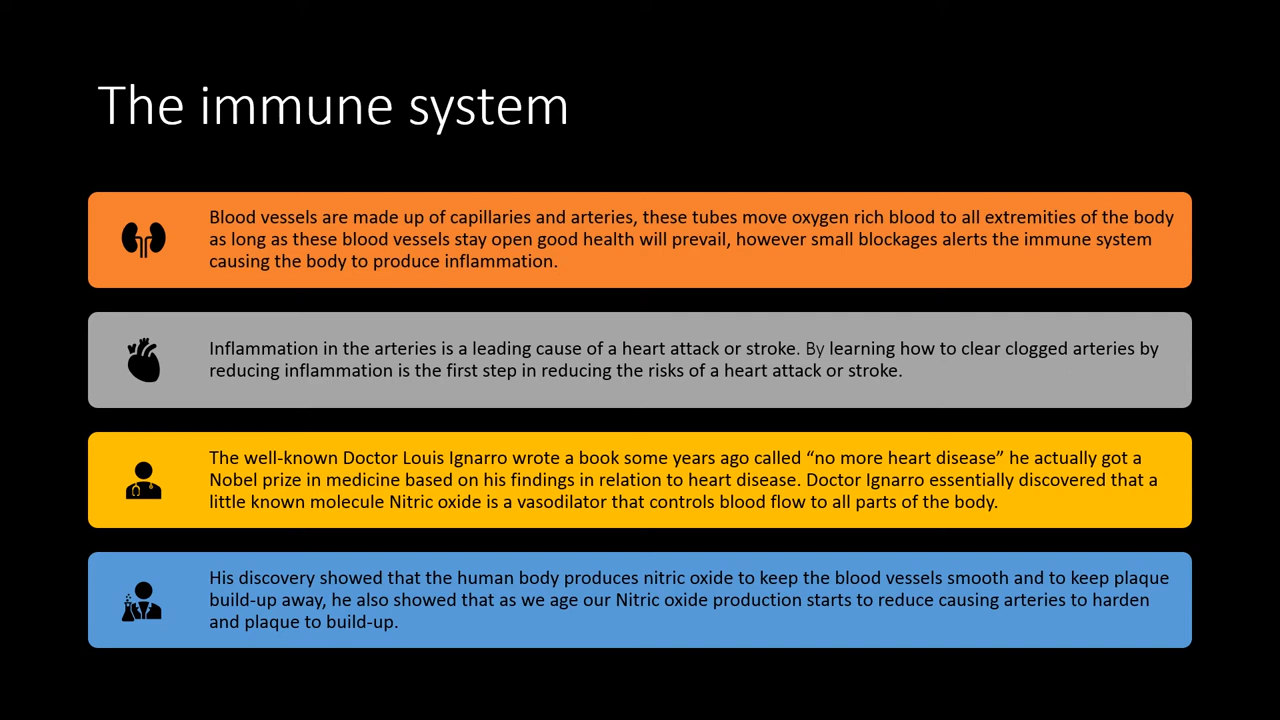 The immune system
Blood vessels are made up of capillaries and arteries, these tubes move oxygen rich blood to all extremities of the body
as long as these blood vessels stay open good health will prevail, however small blockages alerts the immune system
causing the body to produce inflammation.
Inflammation in the arteries is a leading cause of a heart attack or stroke. By learning how to clear clogged arteries by
reducing inflammation is the first step in reducing the risks of a heart attack or stroke.
The well-known Doctor Louis Ignarro wrote a book some years ago called “no more heart disease” he actually got a
Nobel prize in medicine based on his findings in relation to heart disease. Doctor Ignarro essentially discovered that a
little known molecule Nitric oxide is a vasodilator that controls blood flow to all parts of the body.
His discovery showed that the human body produces nitric oxide to keep the blood vessels smooth and to keep plaque
build-up away, he also showed that as we age our Nitric oxide production starts to reduce causing arteries to harden
and plaque to build-up.